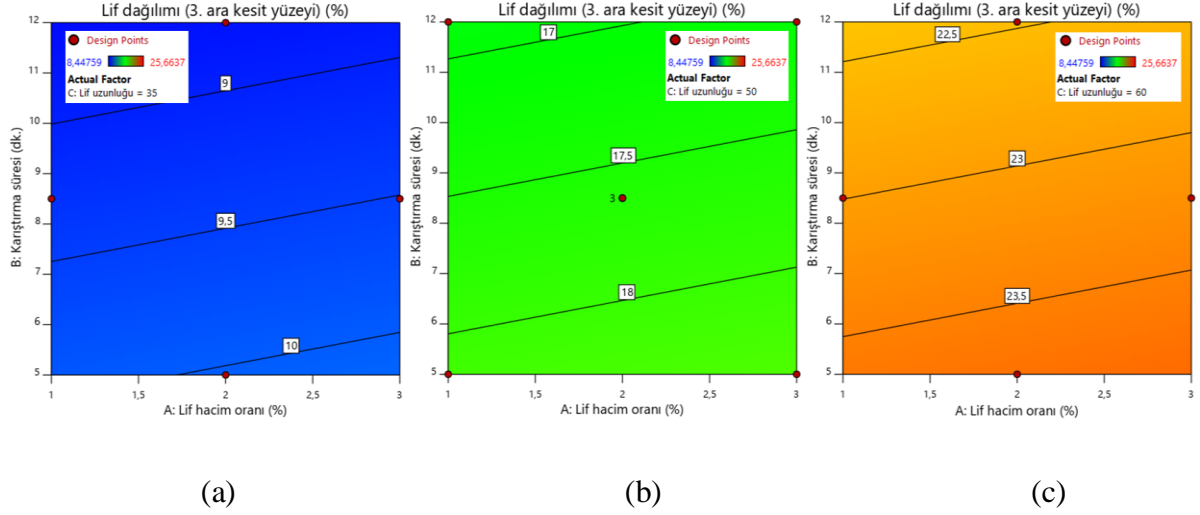 Lif dağılımı (3. ara kesit yüzeyi) (%)
12
11
10
9
8
7
6
5
B: Karıştırma süresi (dk.)
Design Points
8,44759 25,6637
Actual Factor
C: Lif uzunluğu = 35
9
9,5
10
1 1,5 2 2,5 3
A: Lif hacim oranı (%)
(a)
Lif dağılımı (3. ara kesit yüzeyi) (%)
12
11
10
9
8
7
6
5
B: Karıştırma süresi (dk.)
Design Points
8,44759 25,6637
Actual Factor
C: Lif uzunluğu = 50
17
17,5
3
18
1 1,5 2 2,5 3
A: Lif hacim oranı (%)
(b)
Lif dağılımı (3. ara kesit yüzeyi) (%)
12
11
10
9
8
7
6
5
B: Karıştırma süresi (dk.)
Design Points
8,44759 25,6637
Actual Factor
C: Lif uzunluğu = 60
22,5
23
23,5
1 1,5 2 2,5 3
A: Lif hacim oranı (%)
(c)